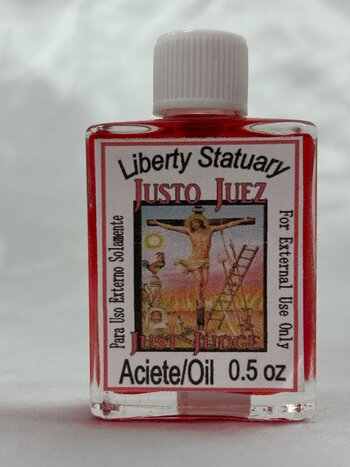 Liberty Statuary
JUSTO JUEZ
Para Uso Externo Solamente
For External Use Only
JUST JUDGE
Aciete/Oil 0.5 oz